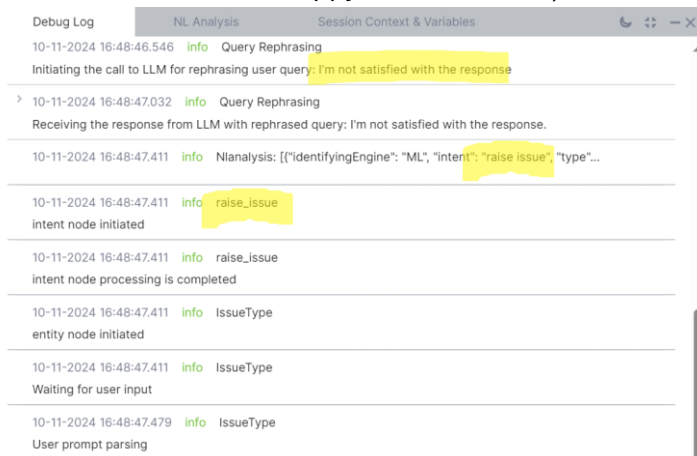 Debug Log NL Analysis Session Context & Variables
10-11-2024 16:48:46.546 info Query Rephrasing
Initiating the call to LLM for rephrasing user query: I'm not satisfied with the response
10-11-2024 16:48:47.032 info Query Rephrasing
Receiving the response from LLM with rephrased query: I'm not satisfied with the response.
10-11-2024 16:48:47.411 info Nlanalysis: [{"identifyingEngine": "ML", "intent": "raise issue", "type"...
10-11-2024 16:48:47.411 info raise_issue
intent node initiated
10-11-2024 16:48:47.411 info raise_issue
intent node processing is completed
10-11-2024 16:48:47.411 info IssueType
entity node initiated
10-11-2024 16:48:47.411 info IssueType
Waiting for user input
10-11-2024 16:48:47.479 info IssueType
User prompt parsing